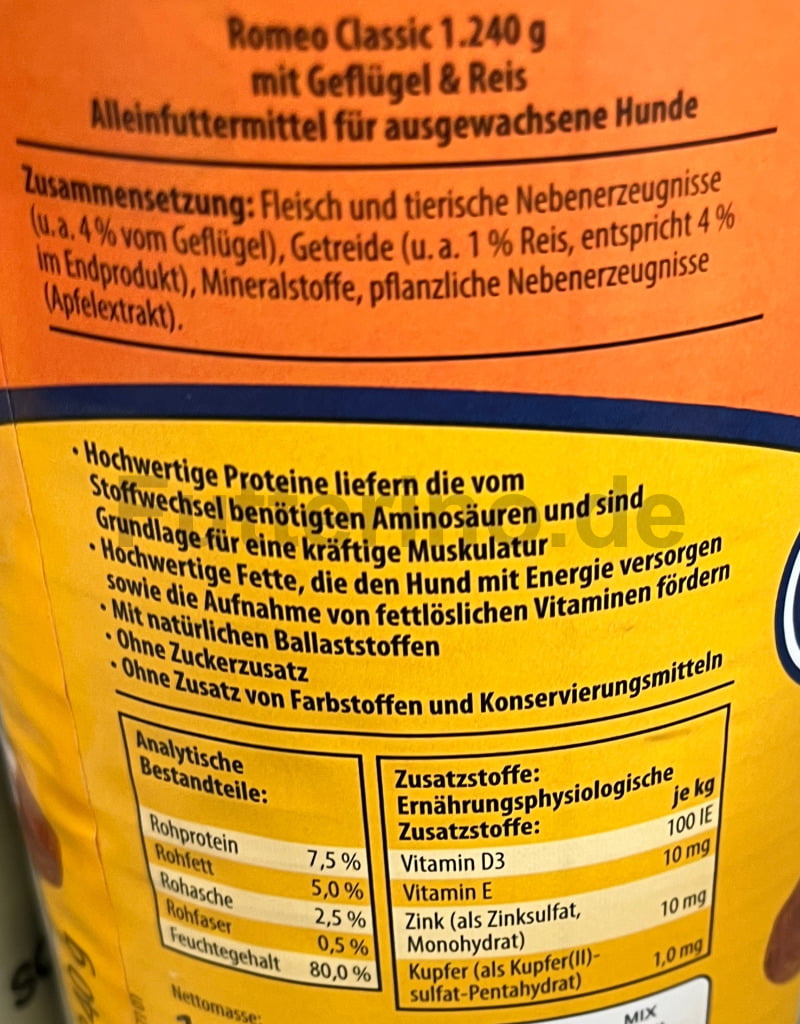 Romeo Classic 1.240 g
mit Geflügel & Reis
Alleinfuttermittel für ausgewachsene Hunde
Zusammensetzung: Fleisch und tierische Nebenerzeugnisse
(u.a. 4 % vom Geflügel), Getreide (u. a. 1 % Reis, entspricht 4 %
im Endprodukt), Mineralstoffe, pflanzliche Nebenerzeugnisse
(Apfelextrakt).
• Hochwertige Proteine liefern die vom
Stoffwechsel benötigten Aminosäuren und sind
Grundlage für eine kräftige Muskulatur
• Hochwertige Fette, die den Hund mit Energie versorgen
sowie die Aufnahme von fettlöslichen Vitaminen fördern
• Mit natürlichen Ballaststoffen
• Ohne Zuckerzusatz
• Ohne Zusatz von Farbstoffen und Konservierungsmitteln
Futterino.de
Analytische
Bestandteile:
Rohprotein 7,5 %
Rohfett 5,0 %
Rohasche 2,5 %
Rohfaser 0,5 %
Feuchtegehalt 80,0 %
Zusatzstoffe:
Ernährungsphysiologische
Zusatzstoffe: je kg
Vitamin D3 100 IE
Vitamin E 10 mg
Zink (als Zinksulfat,
Monohydrat) 10 mg
Kupfer (als Kupfer(II)-
sulfat-Pentahydrat) 1,0 mg
Nettomasse:
MIX